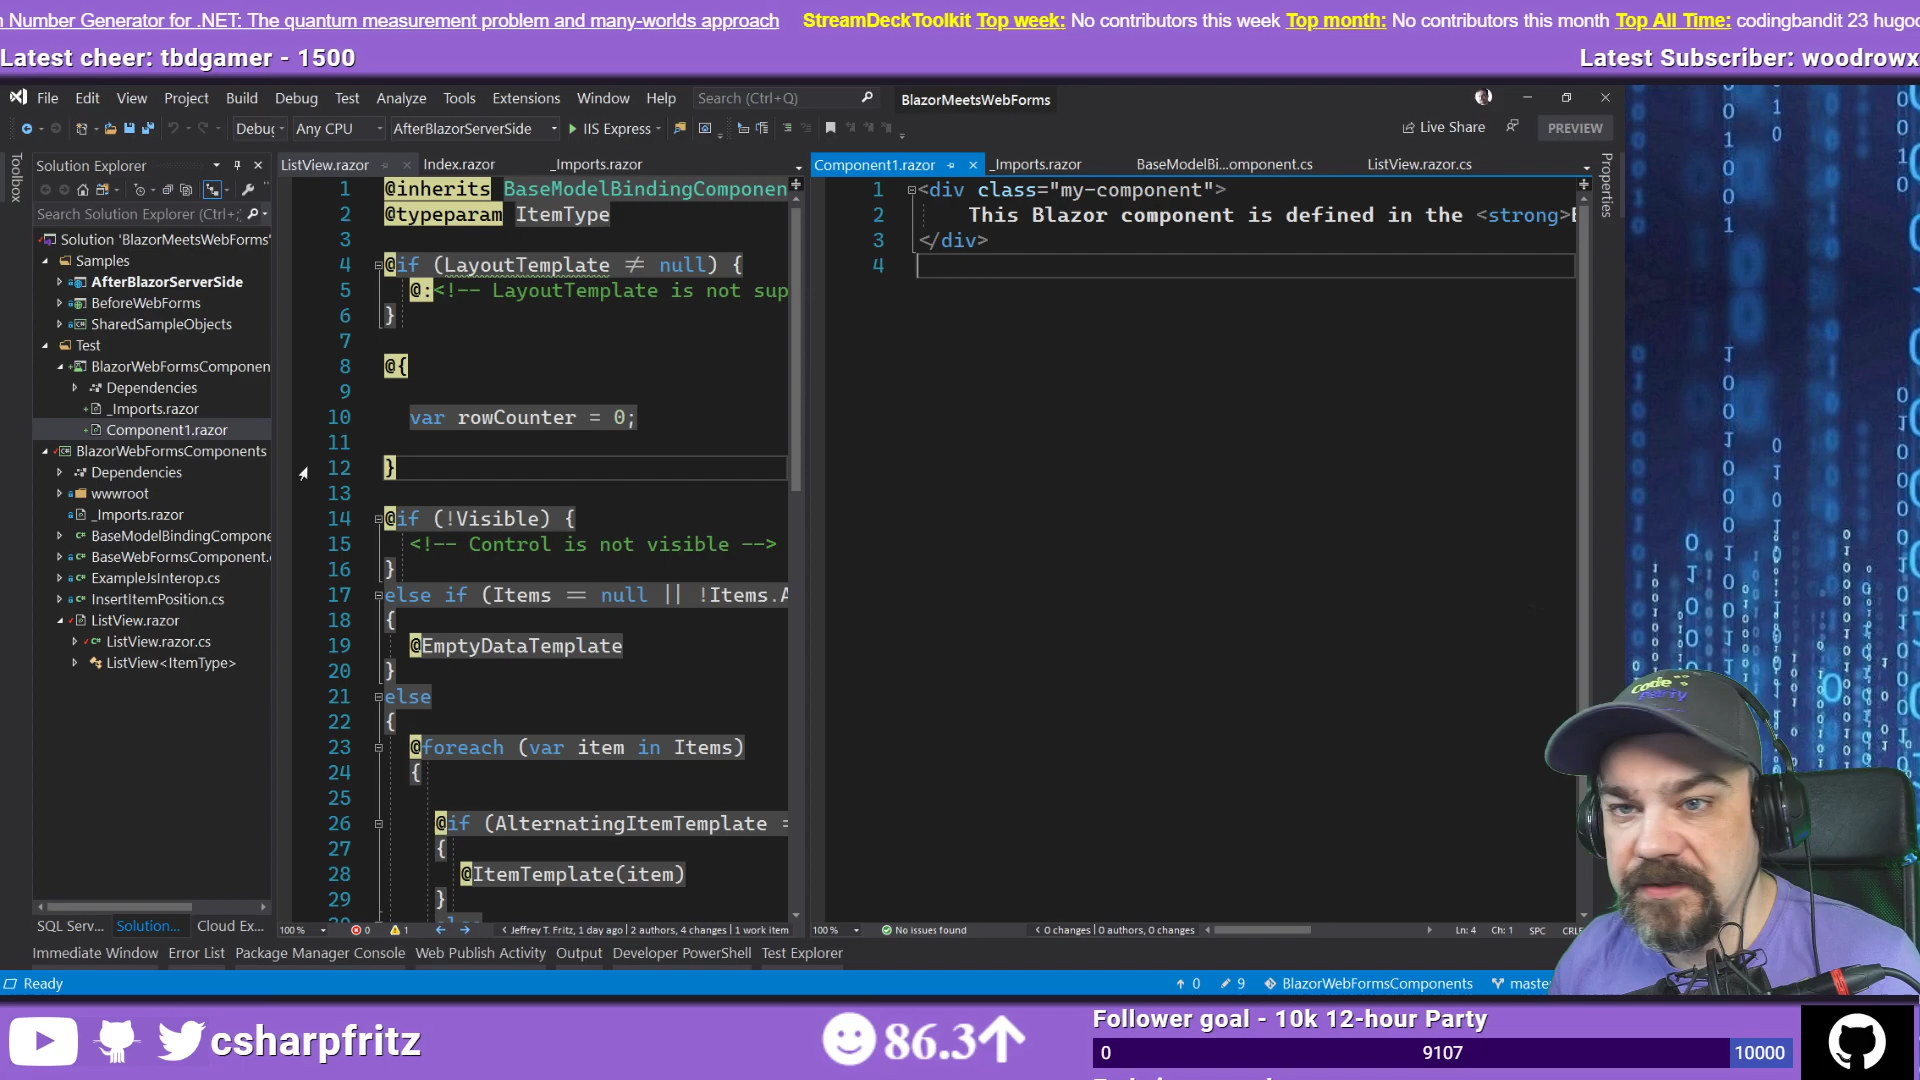 n Number Generator for .NET: The quantum measurement problem and many-worlds approach StreamDeckToolkit Top week: No contributors this week Top month: No contributors this month Top All Time: codingbandit 23 hugo
Latest cheer: tbdgamer - 1500 Latest Subscriber: woodrowx
File Edit View Project Build Debug Test Analyze Tools Extensions Window Help Search (Ctrl+Q) BlazorMeetsWebForms
Debug Any CPU AfterBlazorServerSide IIS Express Live Share PREVIEW
Toolbox
Solution Explorer
Search Solution Explorer (Ctrl+;
Solution 'BlazorMeetsWebForms'
Samples
AfterBlazorServerSide
BeforeWebForms
SharedSampleObjects
Test
BlazorWebFormsComponen
Dependencies
_Imports.razor
Component1.razor
BlazorWebFormsComponents
Dependencies
wwwroot
_Imports.razor
BaseModelBindingCompone
BaseWebFormsComponent.
ExampleJsInterop.cs
InsertItemPosition.cs
ListView.razor
ListView.razor.cs
ListView<ItemType>
SQL Serv... Solution... Cloud Ex...
ListView.razor Index.razor _Imports.razor
1 @inherits BaseModelBindingComponen
2 @typeparam ItemType
3
4 @if (LayoutTemplate ≠ null) {
5 @:<!-- LayoutTemplate is not sup
6 }
7
8 @{
9
10 var rowCounter = 0;
11
12 }
13
14 @if (!Visible) {
15 <!-- Control is not visible -->
16 }
17 else if (Items == null || !Items.A
18 {
19 @EmptyDataTemplate
20 }
21 else
22 {
23 @foreach (var item in Items)
24 {
25
26 @if (AlternatingItemTemplate =
27 {
28 @ItemTemplate(item)
29 }
100 % 0 1 Jeffrey T. Fritz, 1 day ago | 2 authors, 4 changes | 1 work item
Component1.razor _Imports.razor BaseModelBi...omponent.cs ListView.razor.cs
1 <div class="my-component">
2 This Blazor component is defined in the <strong>B
3 </div>
4
100 % No issues found 0 changes | 0 authors, 0 changes Ln: 4 Ch: 1 SPC CRLF
Properties
Immediate Window Error List Package Manager Console Web Publish Activity Output Developer PowerShell Test Explorer
Ready 0 9 BlazorWebFormsComponents maste
code party
csharpfritz
86.3
Follower goal - 10k 12-hour Party
0 9107 10000